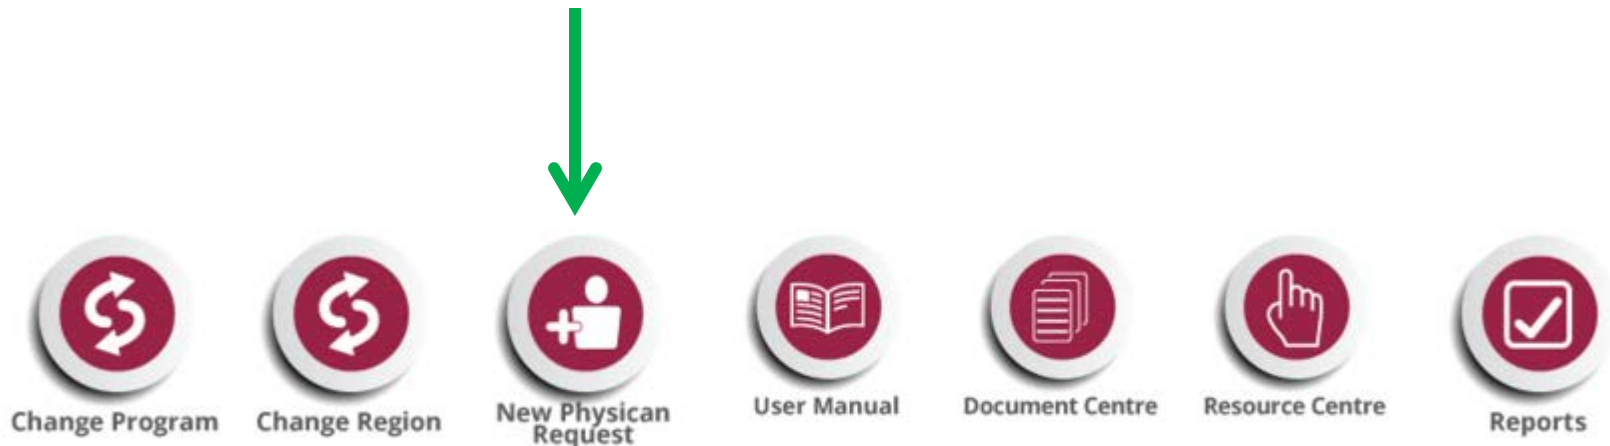 Change Program
Change Region
New Physican
Request
User Manual
Document Centre
Resource Centre
Reports